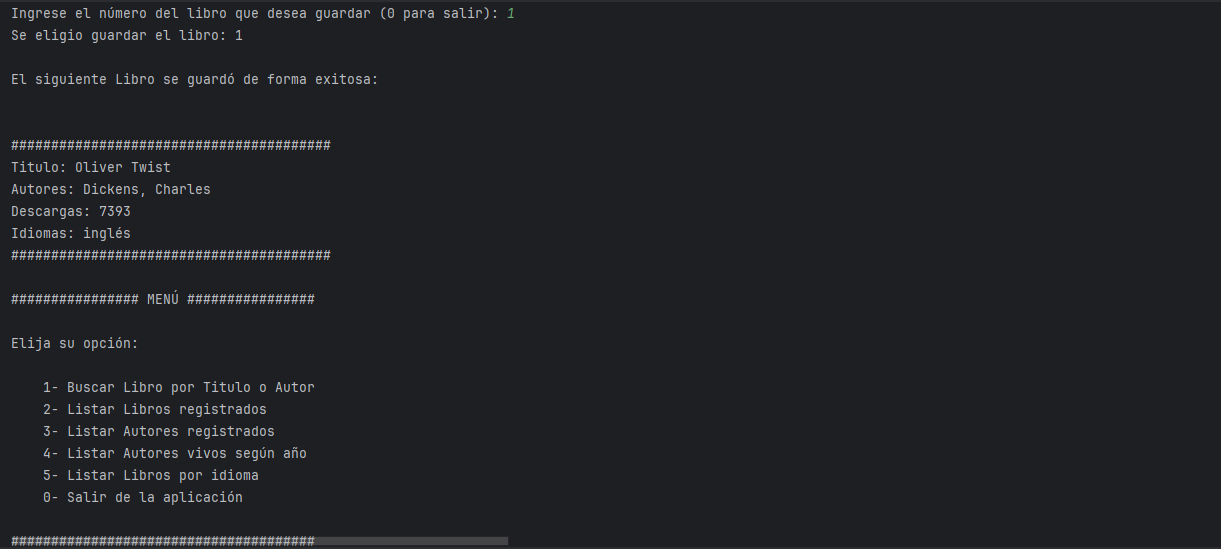 Ingrese el número del libro que desea guardar (0 para salir): 1
Se eligio guardar el libro: 1
El siguiente Libro se guardó de forma exitosa:
########################################
Titulo: Oliver Twist
Autores: Dickens, Charles
Descargas: 7393
Idiomas: inglés
########################################
################ MENÚ ################
Elija su opción:
1- Buscar Libro por Titulo o Autor
2- Listar Libros registrados
3- Listar Autores registrados
4- Listar Autores vivos según año
5- Listar Libros por idioma
0- Salir de la aplicación
######################################